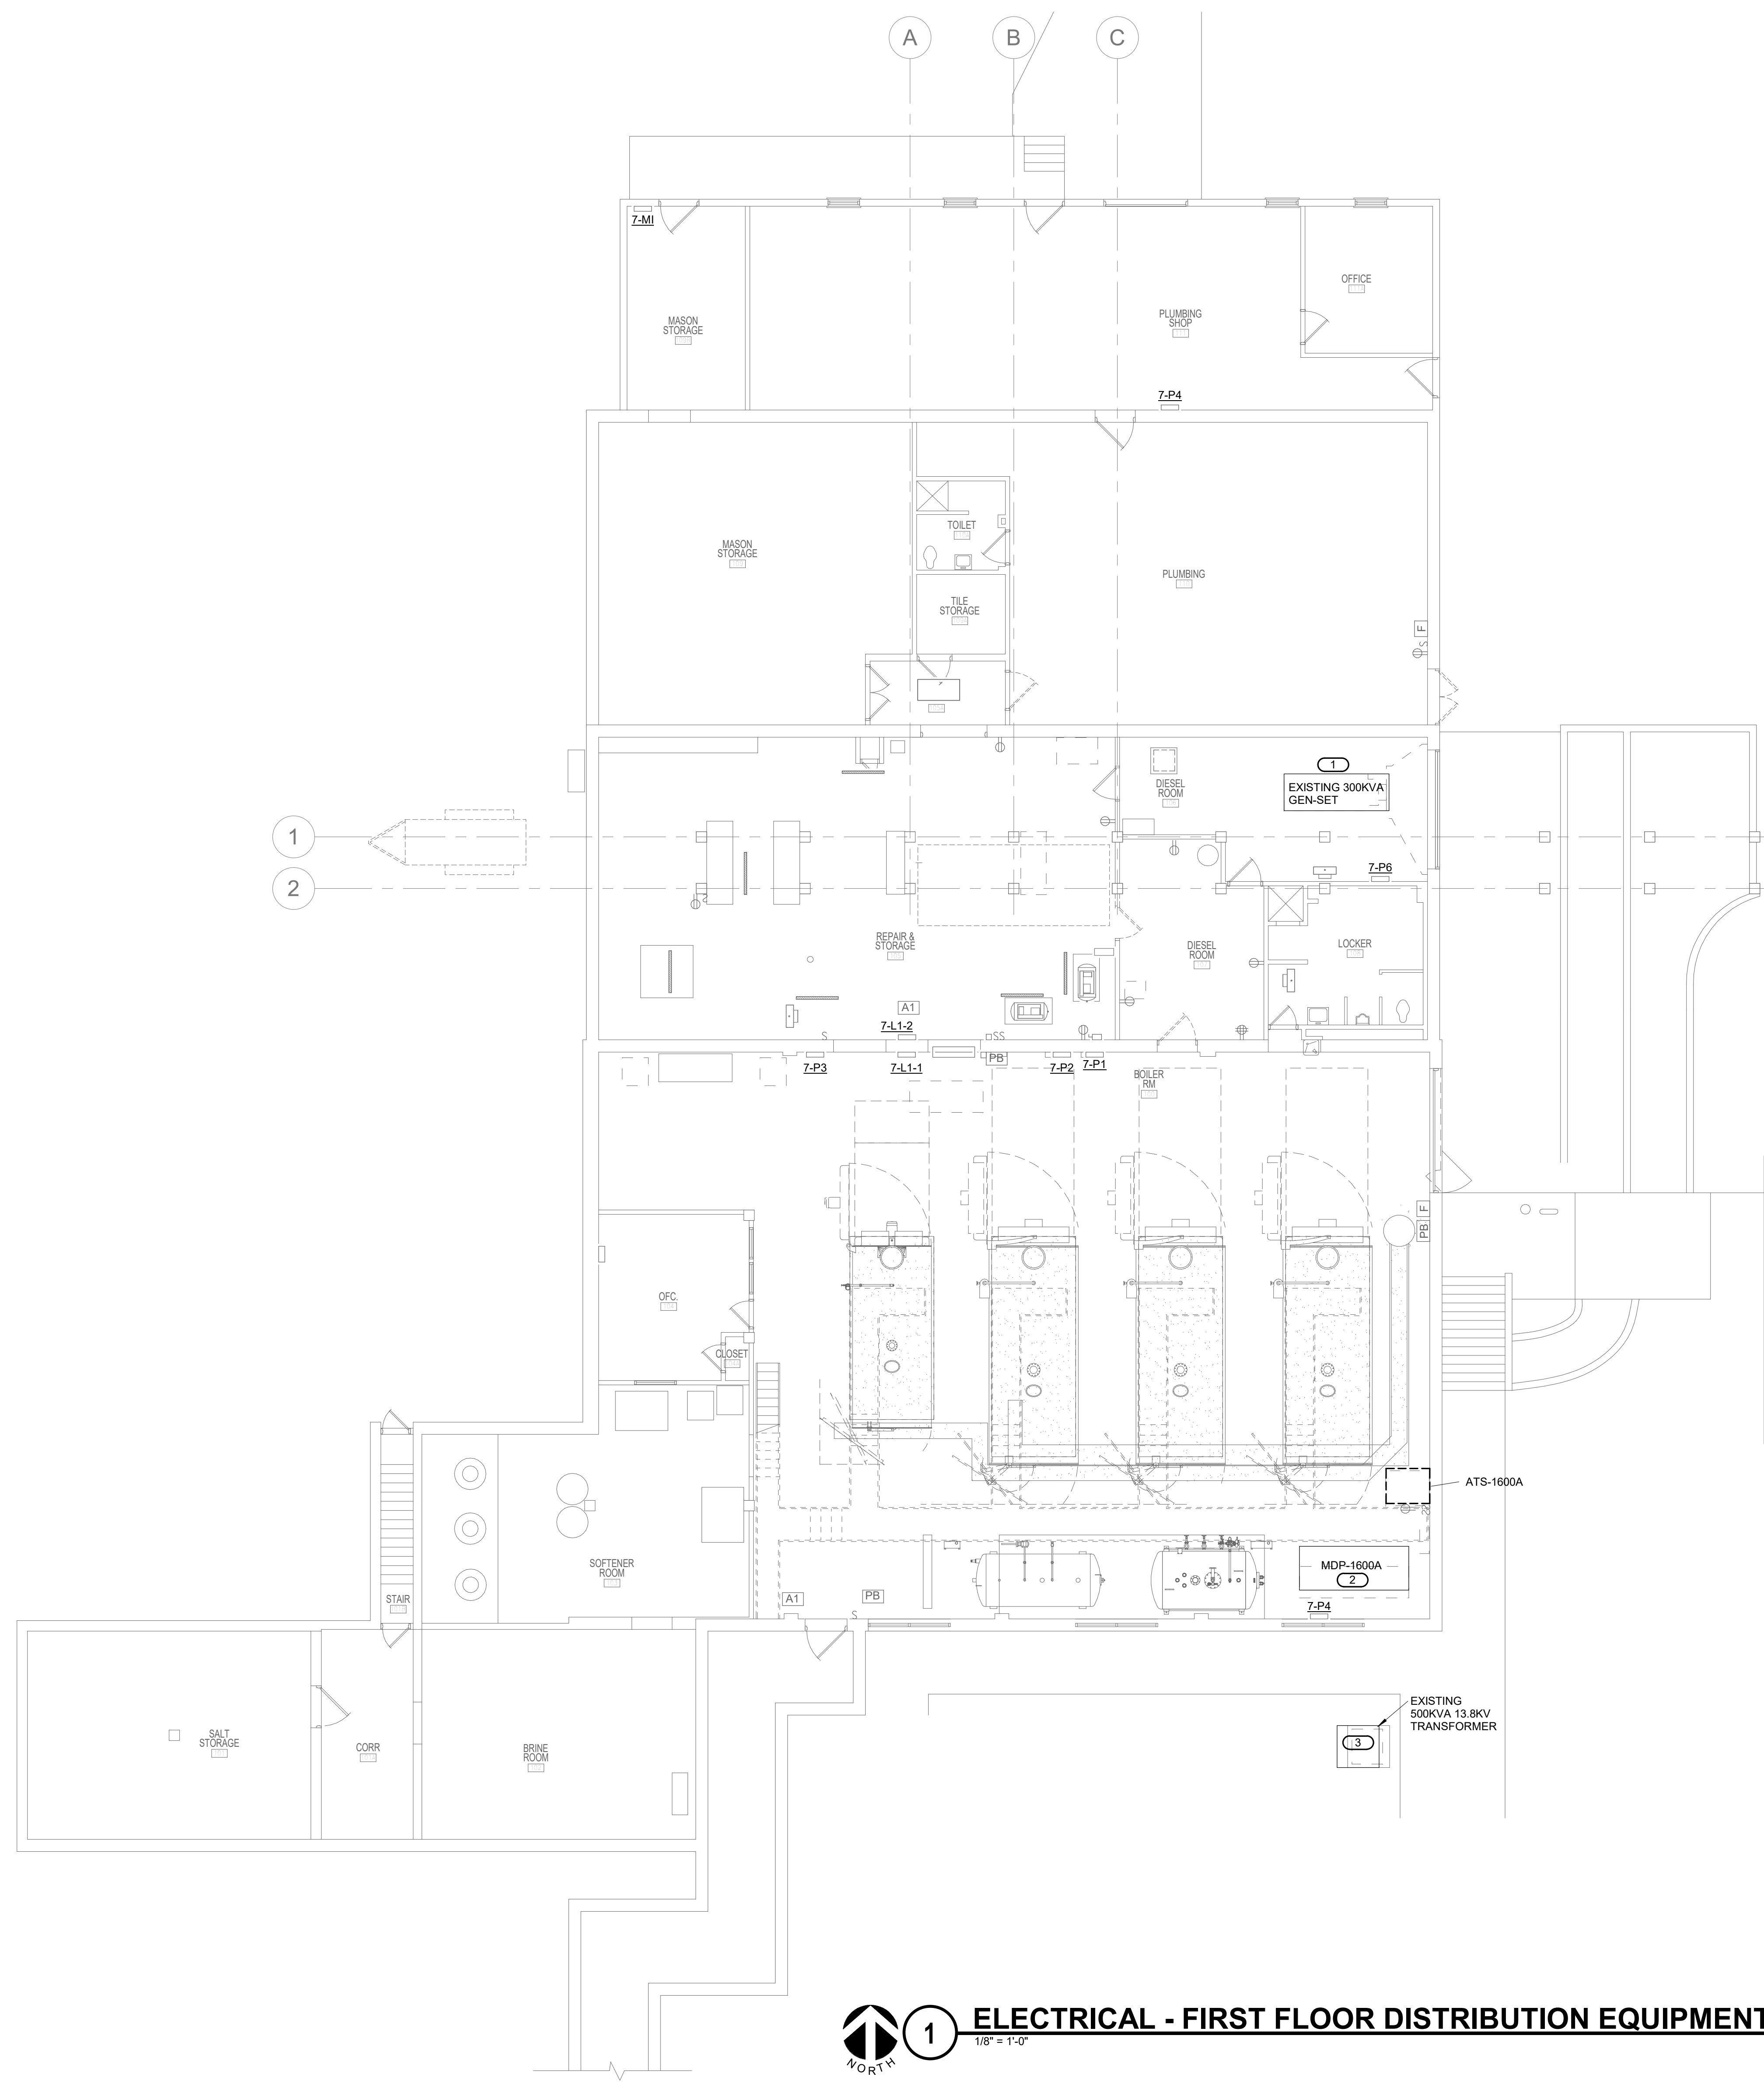 A
B
C
7-MI
MASON
STORAGE
PLUMBING
SHOP
OFFICE
7-P4
MASON
STORAGE
TOILET
TILE
STORAGE
PLUMBING
F
S
1
EXISTING 300KVA
GEN-SET
DIESEL
ROOM
1
2
7-P6
S
REPAIR &
STORAGE
DIESEL
ROOM
LOCKER
A1
7-L1-2
S
SS
7-P3
7-L1-1
PB
7-P2
7-P1
BOILER
RM
F
PB
OFC.
CLOSET
ATS-1600A
S
SOFTENER
ROOM
MDP-1600A
2
STAIR
A1
PB
S
7-P4
SALT
STORAGE
CORR
BRINE
ROOM
EXISTING
500KVA 13.8KV
TRANSFORMER
3
NORTH
1
ELECTRICAL - FIRST FLOOR DISTRIBUTION EQUIPMENT
1/8" = 1'-0"